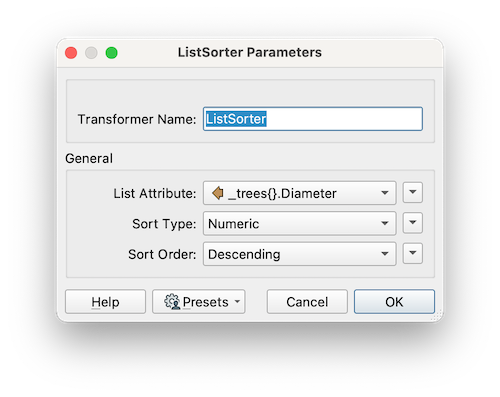 ListSorter Parameters
Transformer Name: ListSorter
General
List Attribute: _trees{}.Diameter
Sort Type: Numeric
Sort Order: Descending
Help Presets Cancel OK